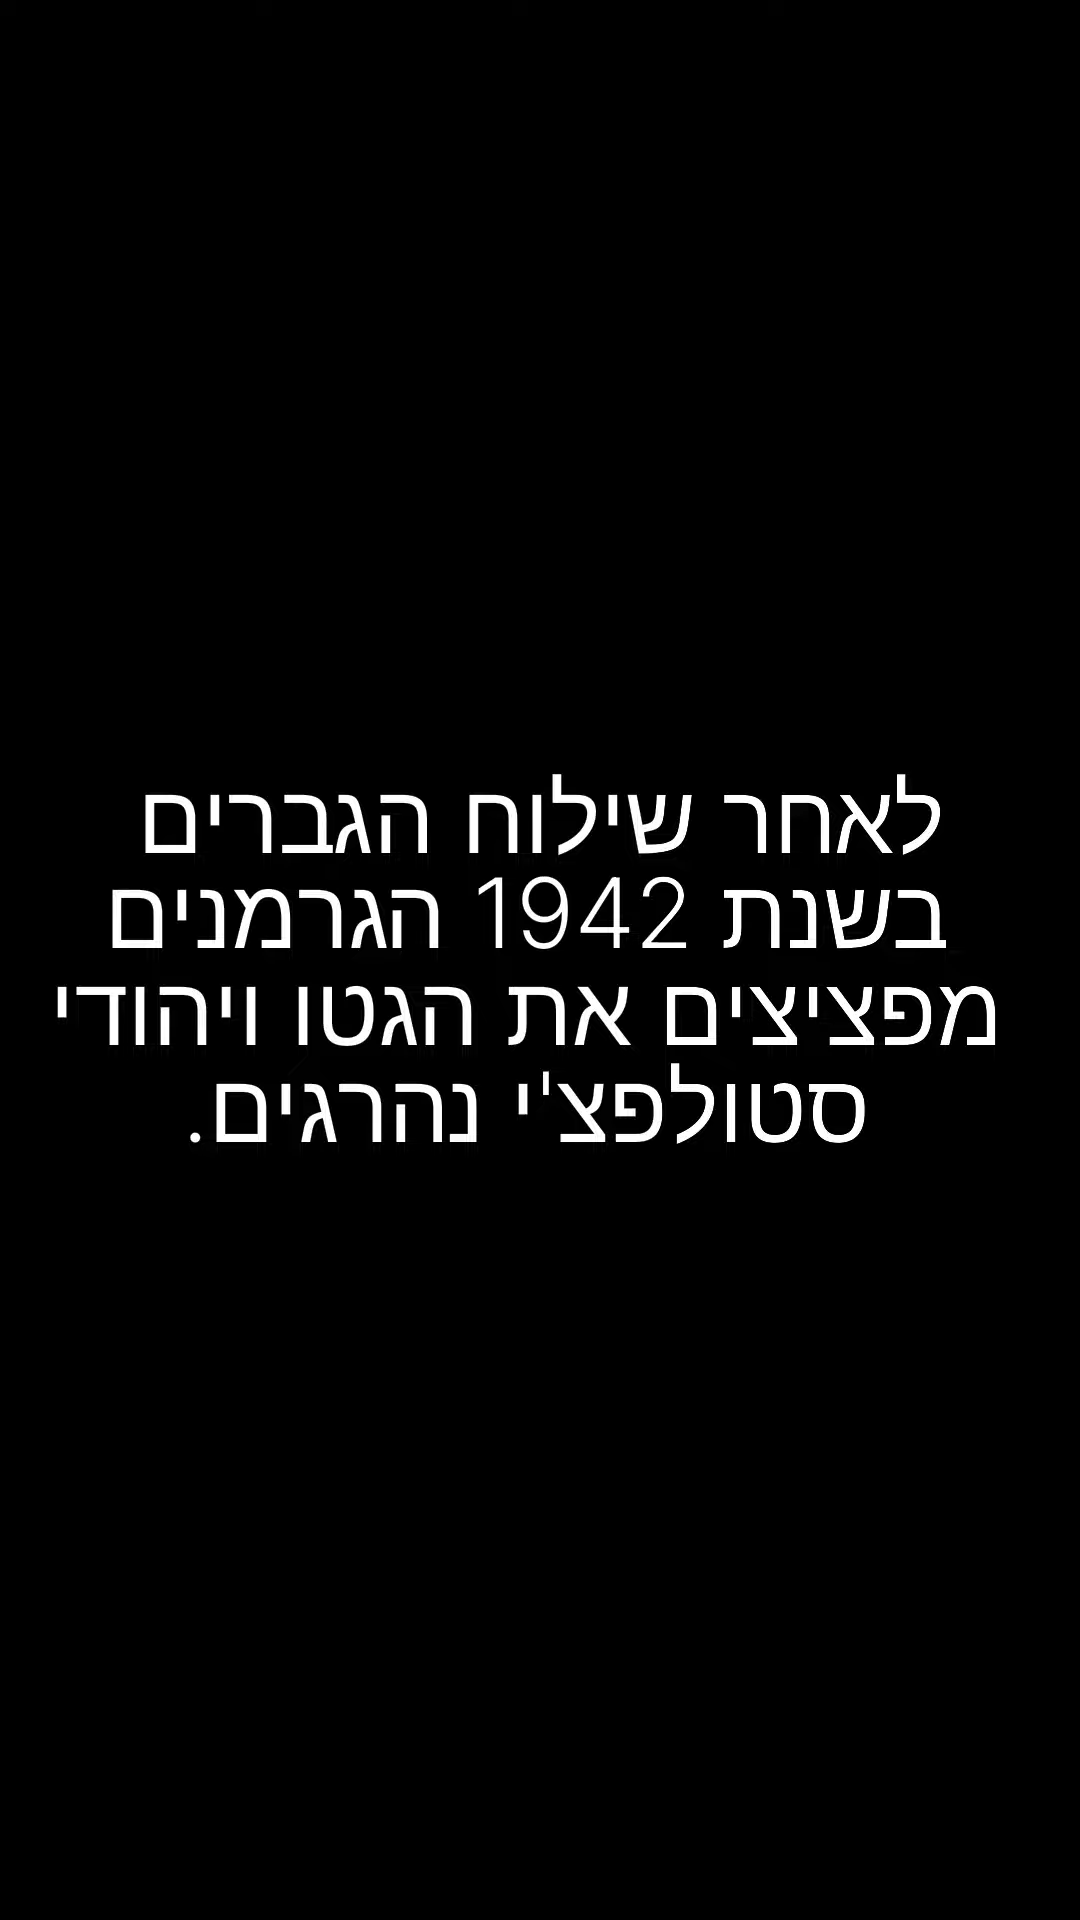 לאחר שילוח הגברים
בשנת 1942 הגרמנים
מפציצים את הגטו ויהודי
סטולפצ'י נהרגים.